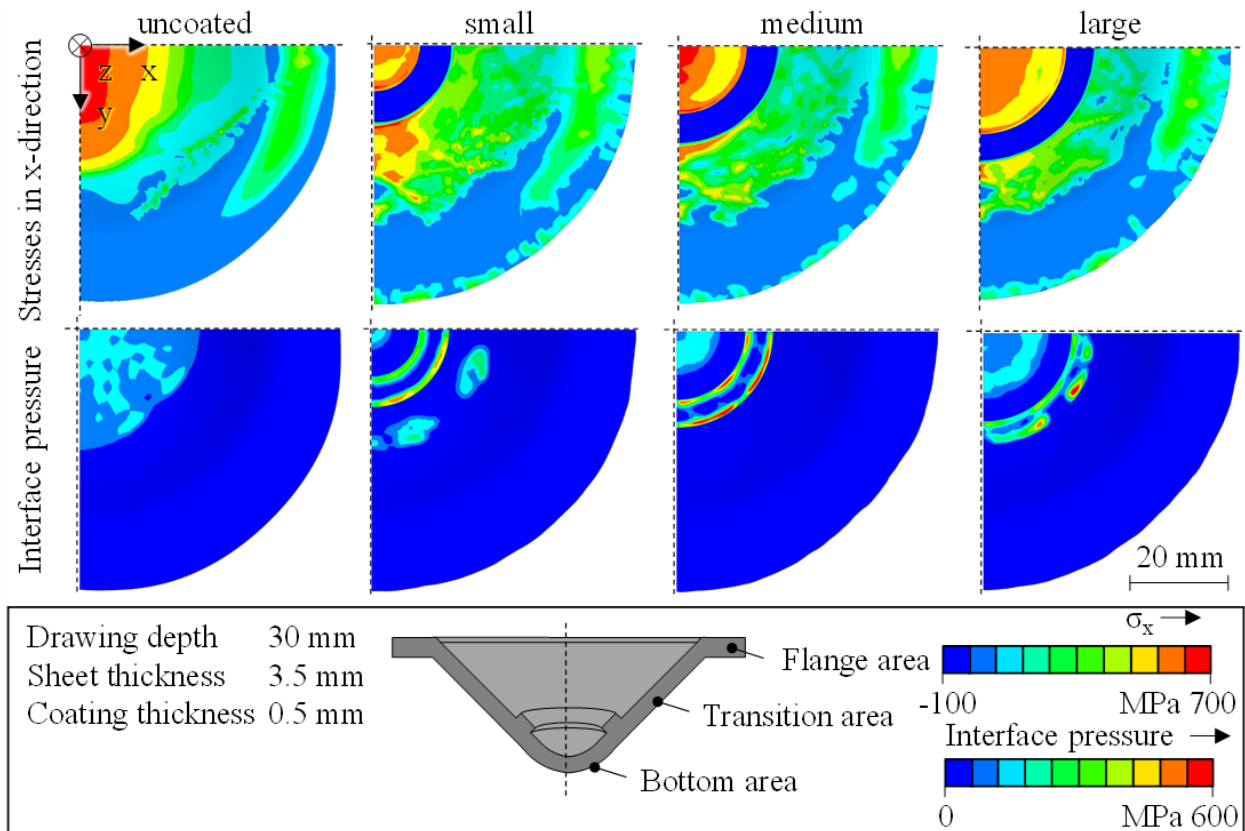 uncoated
small
medium
large
Stresses in x-direction
z
x
y
Interface pressure
20 mm
Drawing depth 30 mm
Sheet thickness 3.5 mm
Coating thickness 0.5 mm
Flange area
Transition area
Bottom area
σx
-100 MPa 700
Interface pressure
0 MPa 600